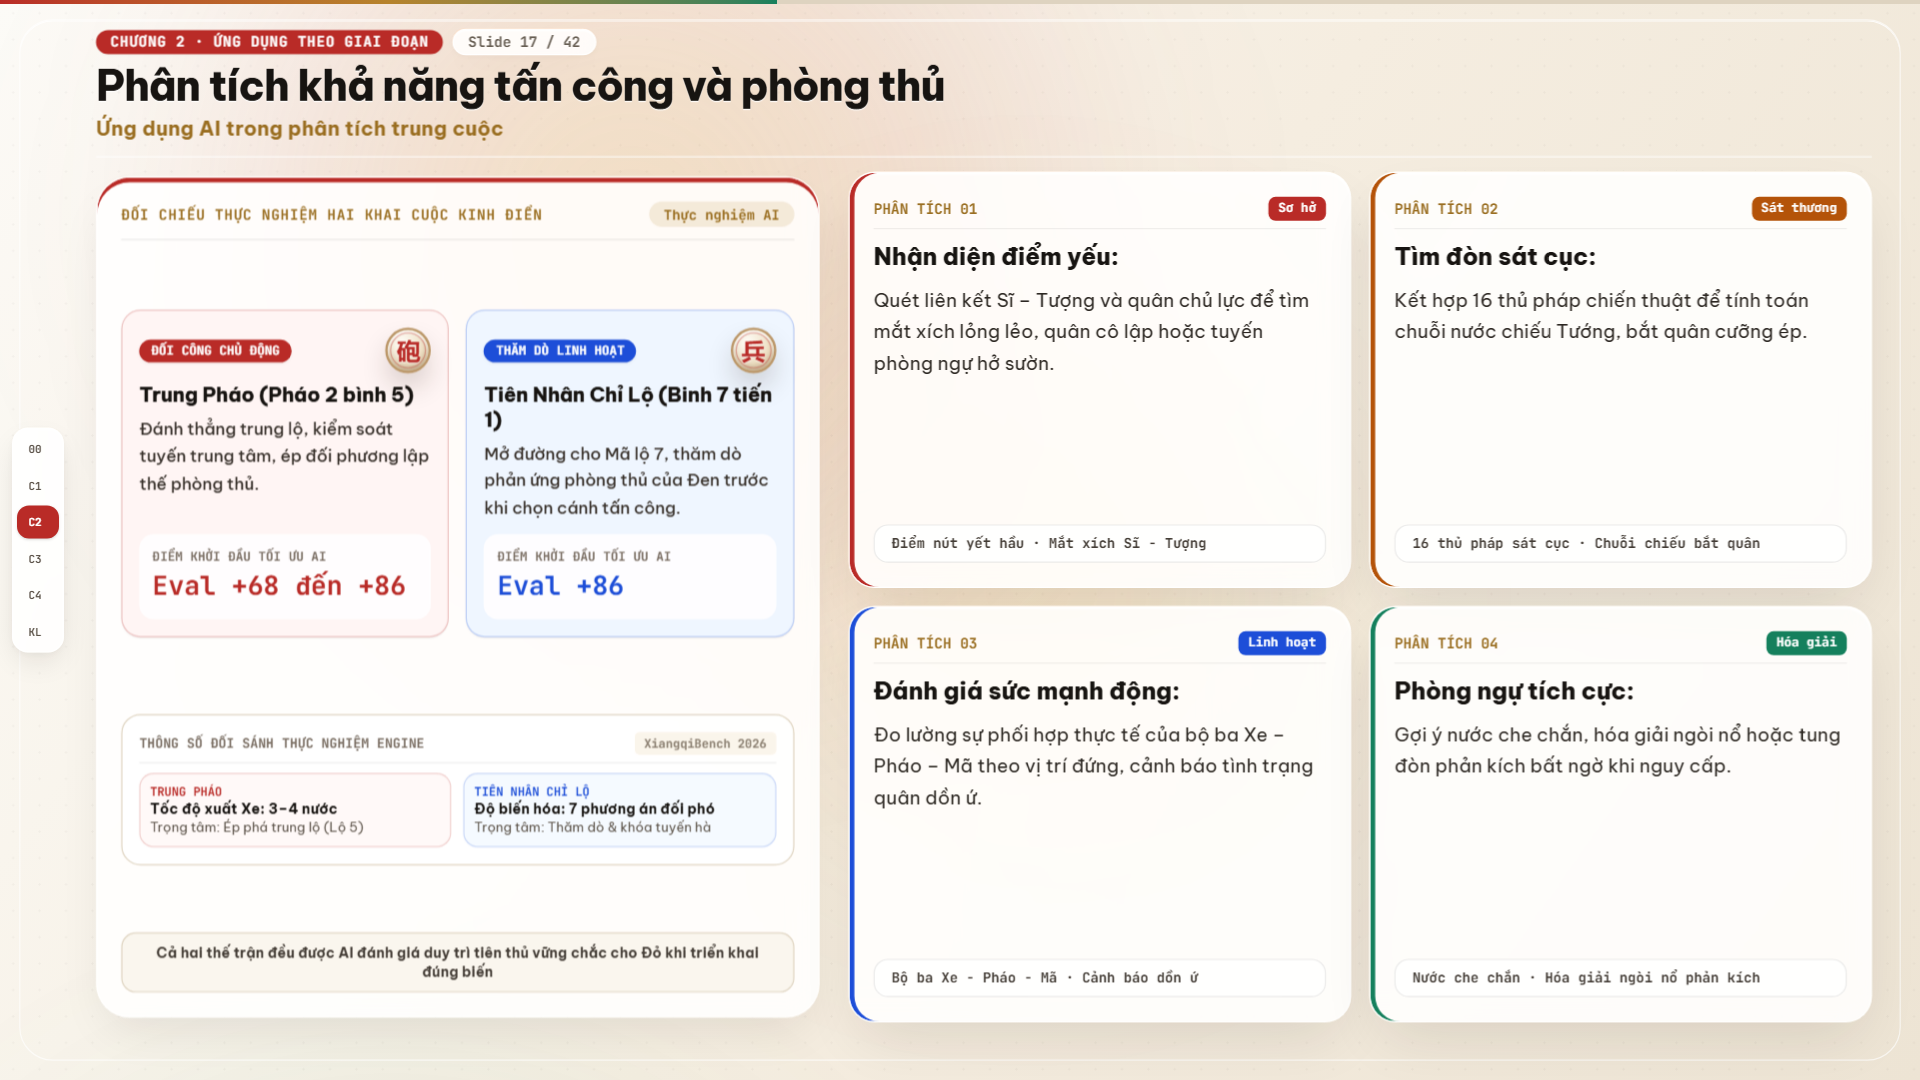 CHƯƠNG 2 · ỨNG DỤNG THEO GIAI ĐOẠN
Slide 17 / 42
Phân tích khả năng tấn công và phòng thủ
Ứng dụng AI trong phân tích trung cuộc
00
C1
C2
C3
C4
KL
ĐỐI CHIẾU THỰC NGHIỆM HAI KHAI CUỘC KINH ĐIỂN
Thực nghiệm AI
ĐỐI CÔNG CHỦ ĐỘNG
砲
Trung Pháo (Pháo 2 bình 5)
Đánh thẳng trung lộ, kiểm soát
tuyến trung tâm, ép đối phương lập
thế phòng thủ.
ĐIỂM KHỞI ĐẦU TỐI ƯU AI
Eval +68 đến +86
THĂM DÒ LINH HOẠT
兵
Tiên Nhân Chỉ Lộ (Binh 7 tiến
1)
Mở đường cho Mã lộ 7, thăm dò
phản ứng phòng thủ của Đen trước
khi chọn cánh tấn công.
ĐIỂM KHỞI ĐẦU TỐI ƯU AI
Eval +86
THÔNG SỐ ĐỐI SÁNH THỰC NGHIỆM ENGINE
XiangqiBench 2026
TRUNG PHÁO
Tốc độ xuất Xe: 3–4 nước
Trọng tâm: Ép phá trung lộ (Lộ 5)
TIÊN NHÂN CHỈ LỘ
Độ biến hóa: 7 phương án đối phó
Trọng tâm: Thăm dò & khóa tuyến hà
Cả hai thế trận đều được AI đánh giá duy trì tiên thủ vững chắc cho Đỏ khi triển khai
đúng biến
PHÂN TÍCH 01
Sơ hở
Nhận diện điểm yếu:
Quét liên kết Sĩ – Tượng và quân chủ lực để tìm
mắt xích lỏng lẻo, quân cô lập hoặc tuyến
phòng ngự hở sườn.
Điểm nút yết hầu · Mắt xích Sĩ - Tượng
PHÂN TÍCH 02
Sát thương
Tìm đòn sát cục:
Kết hợp 16 thủ pháp chiến thuật để tính toán
chuỗi nước chiếu Tướng, bắt quân cưỡng ép.
16 thủ pháp sát cục · Chuỗi chiếu bắt quân
PHÂN TÍCH 03
Linh hoạt
Đánh giá sức mạnh động:
Đo lường sự phối hợp thực tế của bộ ba Xe –
Pháo – Mã theo vị trí đứng, cảnh báo tình trạng
quân dồn ứ.
Bộ ba Xe - Pháo - Mã · Cảnh báo dồn ứ
PHÂN TÍCH 04
Hóa giải
Phòng ngự tích cực:
Gợi ý nước che chắn, hóa giải ngòi nổ hoặc tung
đòn phản kích bất ngờ khi nguy cấp.
Nước che chắn · Hóa giải ngòi nổ phản kích